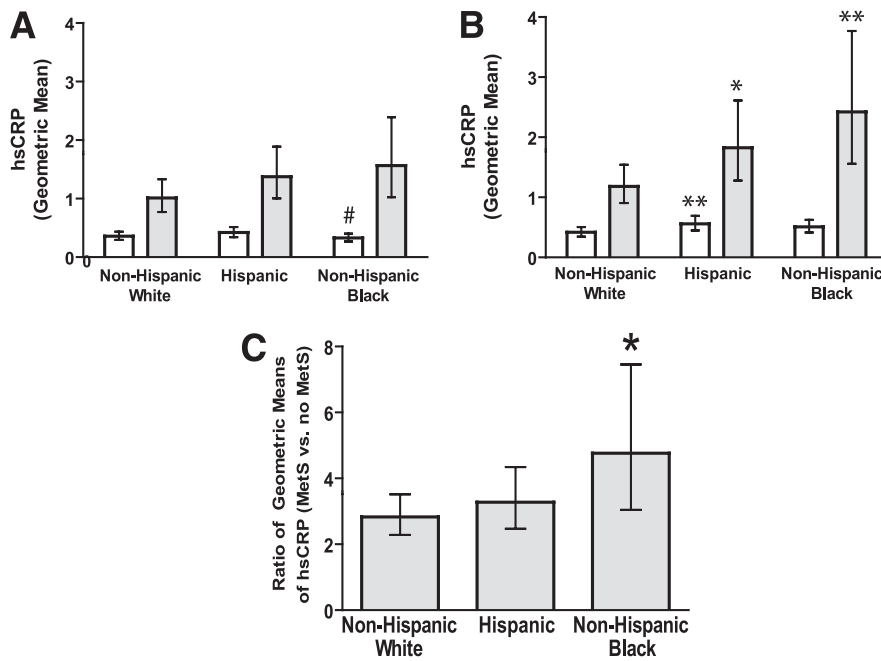 A
hsCRP
(Geometric Mean)
4
3
2
1
0
0
#
Non-Hispanic
White
Hispanic
Non-Hispanic
Black
B
hsCRP
(Geometric Mean)
4
3
2
1
0
**
*
**
Non-Hispanic
White
Hispanic
Non-Hispanic
Black
C
Ratio of Geometric Means
of hsCRP (MetS vs. no MetS)
8
6
4
2
0
*
Non-Hispanic
White
Hispanic
Non-Hispanic
Black